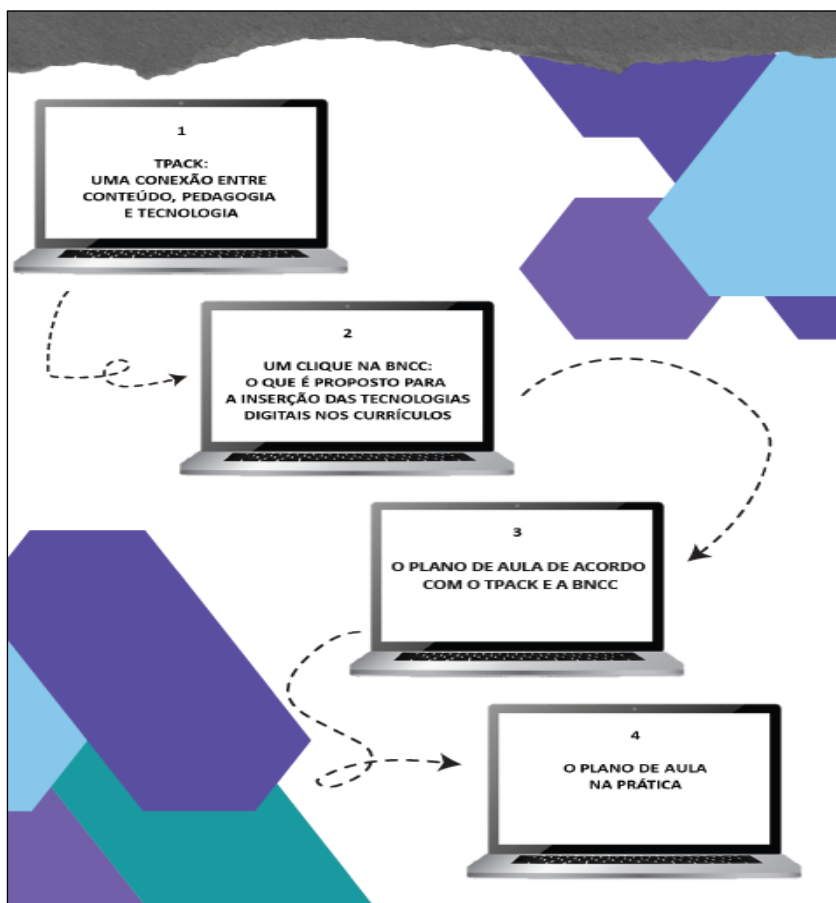 1
TPACK:
UMA CONEXÃO ENTRE
CONTEÚDO, PEDAGOGIA
E TECNOLOGIA
2
UM CLIQUE NA BNCC:
O QUE É PROPOSTO PARA
A INSERÇÃO DAS TECNOLOGIAS
DIGITAIS NOS CURRÍCULOS
3
O PLANO DE AULA DE ACORDO
COM O TPACK E A BNCC
4
O PLANO DE AULA
NA PRÁTICA